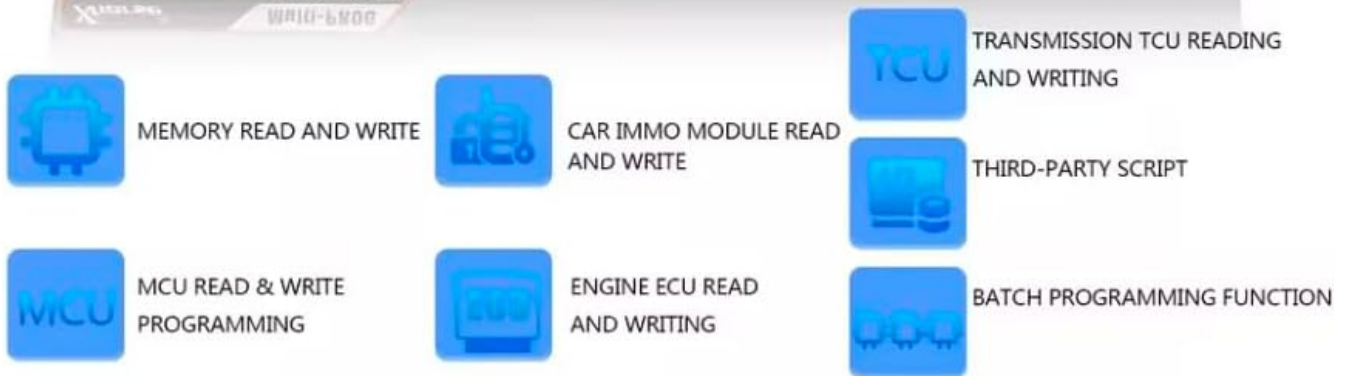 MEMORY READ AND WRITE
MCU
MCU READ & WRITE
PROGRAMMING
CAR IMMO MODULE READ
AND WRITE
ECU
ENGINE ECU READ
AND WRITING
TCU
TRANSMISSION TCU READING
AND WRITING
THIRD-PARTY SCRIPT
BATCH PROGRAMMING FUNCTION